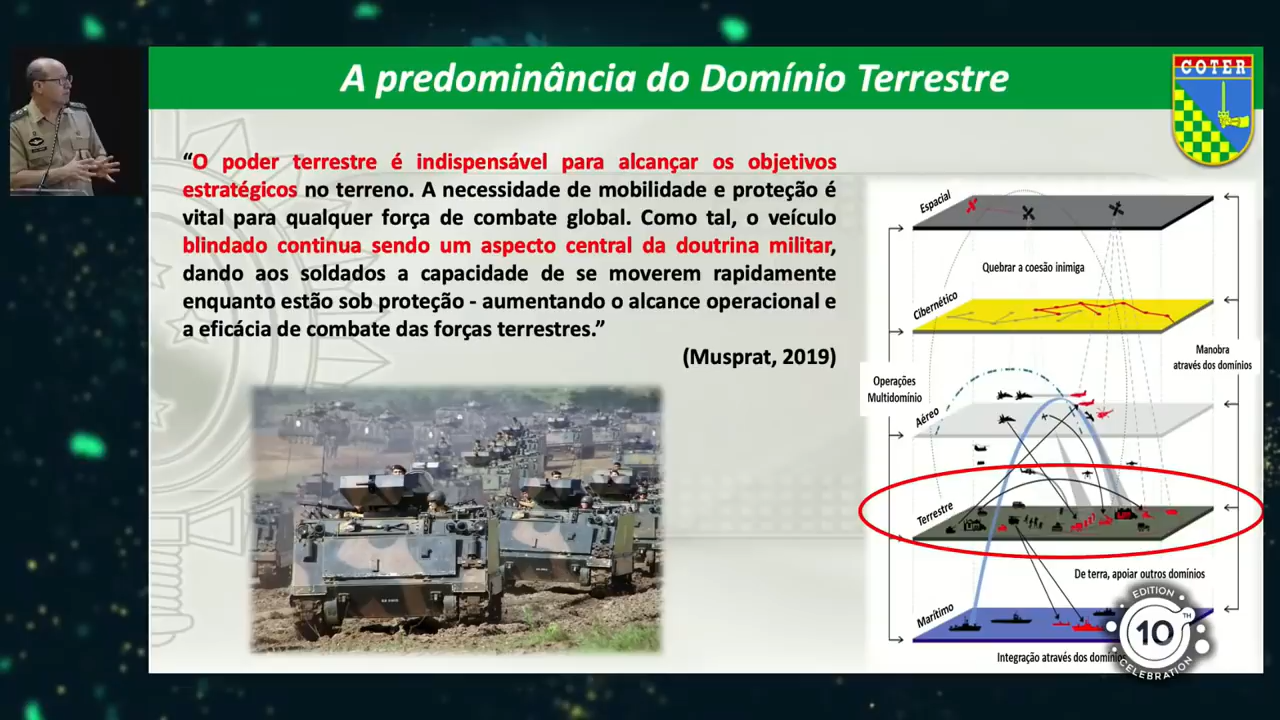 A predominância do Domínio Terrestre
COTER
“O poder terrestre é indispensável para alcançar os objetivos
estratégicos no terreno. A necessidade de mobilidade e proteção é
vital para qualquer força de combate global. Como tal, o veículo
blindado continua sendo um aspecto central da doutrina militar,
dando aos soldados a capacidade de se moverem rapidamente
enquanto estão sob proteção - aumentando o alcance operacional e
a eficácia de combate das forças terrestres.”
(Musprat, 2019)
Espacial
Quebrar a coesão inimiga
Cibernético
Manobra
através dos domínios
Operações
Multidomínio
Aéreo
Terrestre
De terra, apoiar outros domínios
Marítimo
Integração através dos domínios
EDITION
10TH
CELEBRATION